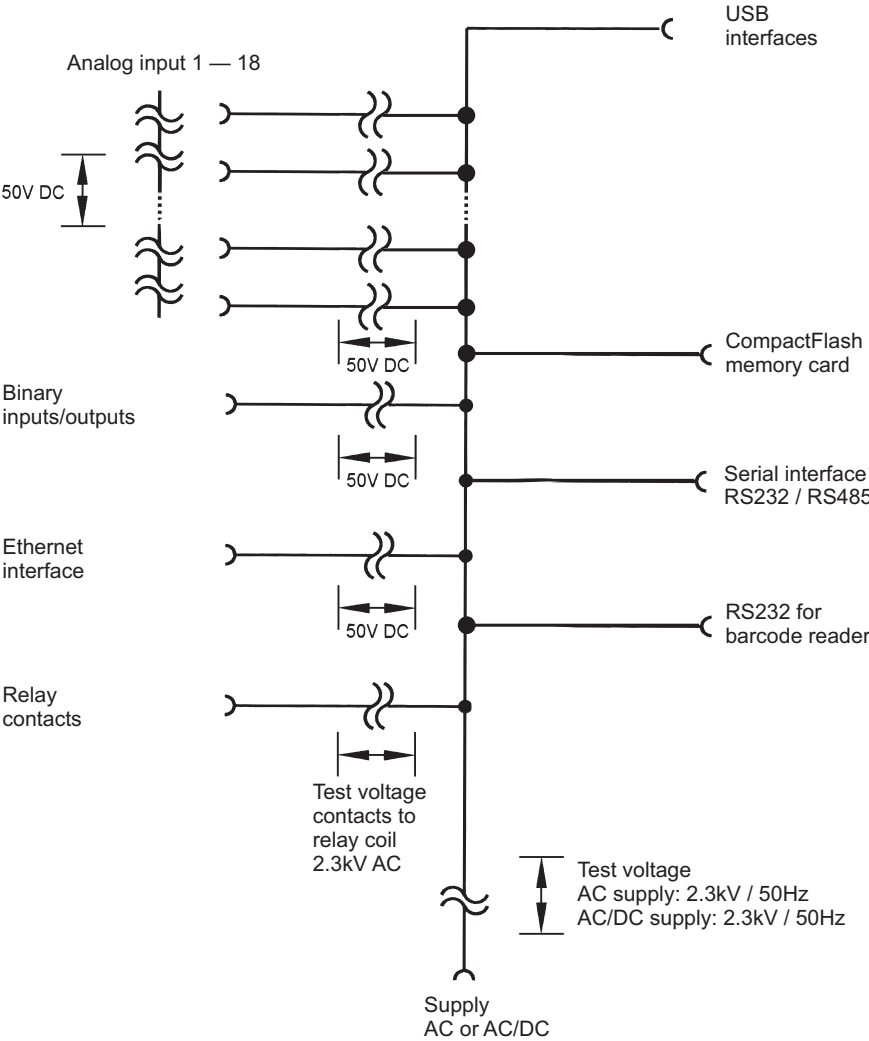 USB
interfaces
Analog input 1 — 18
50V DC
50V DC
CompactFlash
memory card
Binary
inputs/outputs
50V DC
Serial interface
RS232 / RS485
Ethernet
interface
50V DC
RS232 for
barcode reader
Relay
contacts
Test voltage
contacts to
relay coil
2.3kV AC
Test voltage
AC supply: 2.3kV / 50Hz
AC/DC supply: 2.3kV / 50Hz
Supply
AC or AC/DC